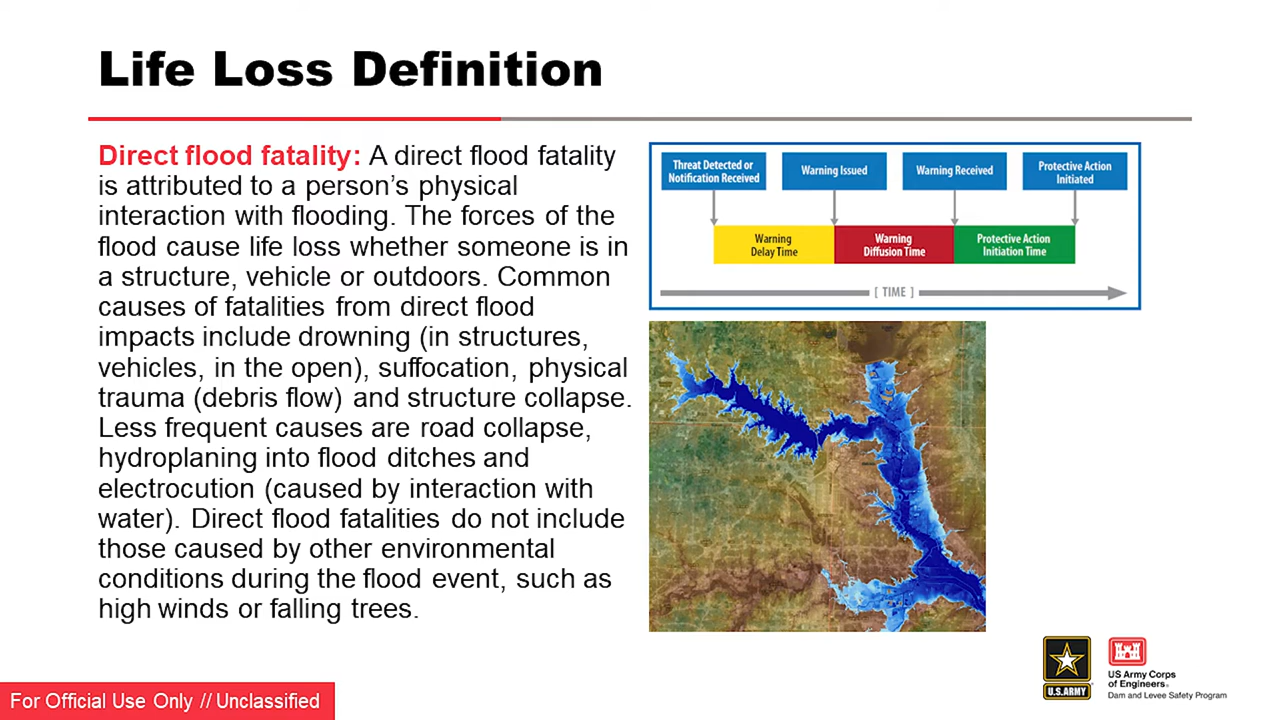 Life Loss Definition
Direct flood fatality: A direct flood fatality
is attributed to a person's physical
interaction with flooding. The forces of the
flood cause life loss whether someone is in
a structure, vehicle or outdoors. Common
causes of fatalities from direct flood
impacts include drowning (in structures,
vehicles, in the open), suffocation, physical
trauma (debris flow) and structure collapse.
Less frequent causes are road collapse,
hydroplaning into flood ditches and
electrocution (caused by interaction with
water). Direct flood fatalities do not include
those caused by other environmental
conditions during the flood event, such as
high winds or falling trees.
Threat Detected or
Notification Received
Warning Issued
Warning Received
Protective Action
Initiated
Warning
Delay Time
Warning
Diffusion Time
Protective Action
Initiation Time
[ TIME ]
U.S.ARMY
US Army Corps
of Engineers®
Dam and Levee Safety Program
For Official Use Only // Unclassified